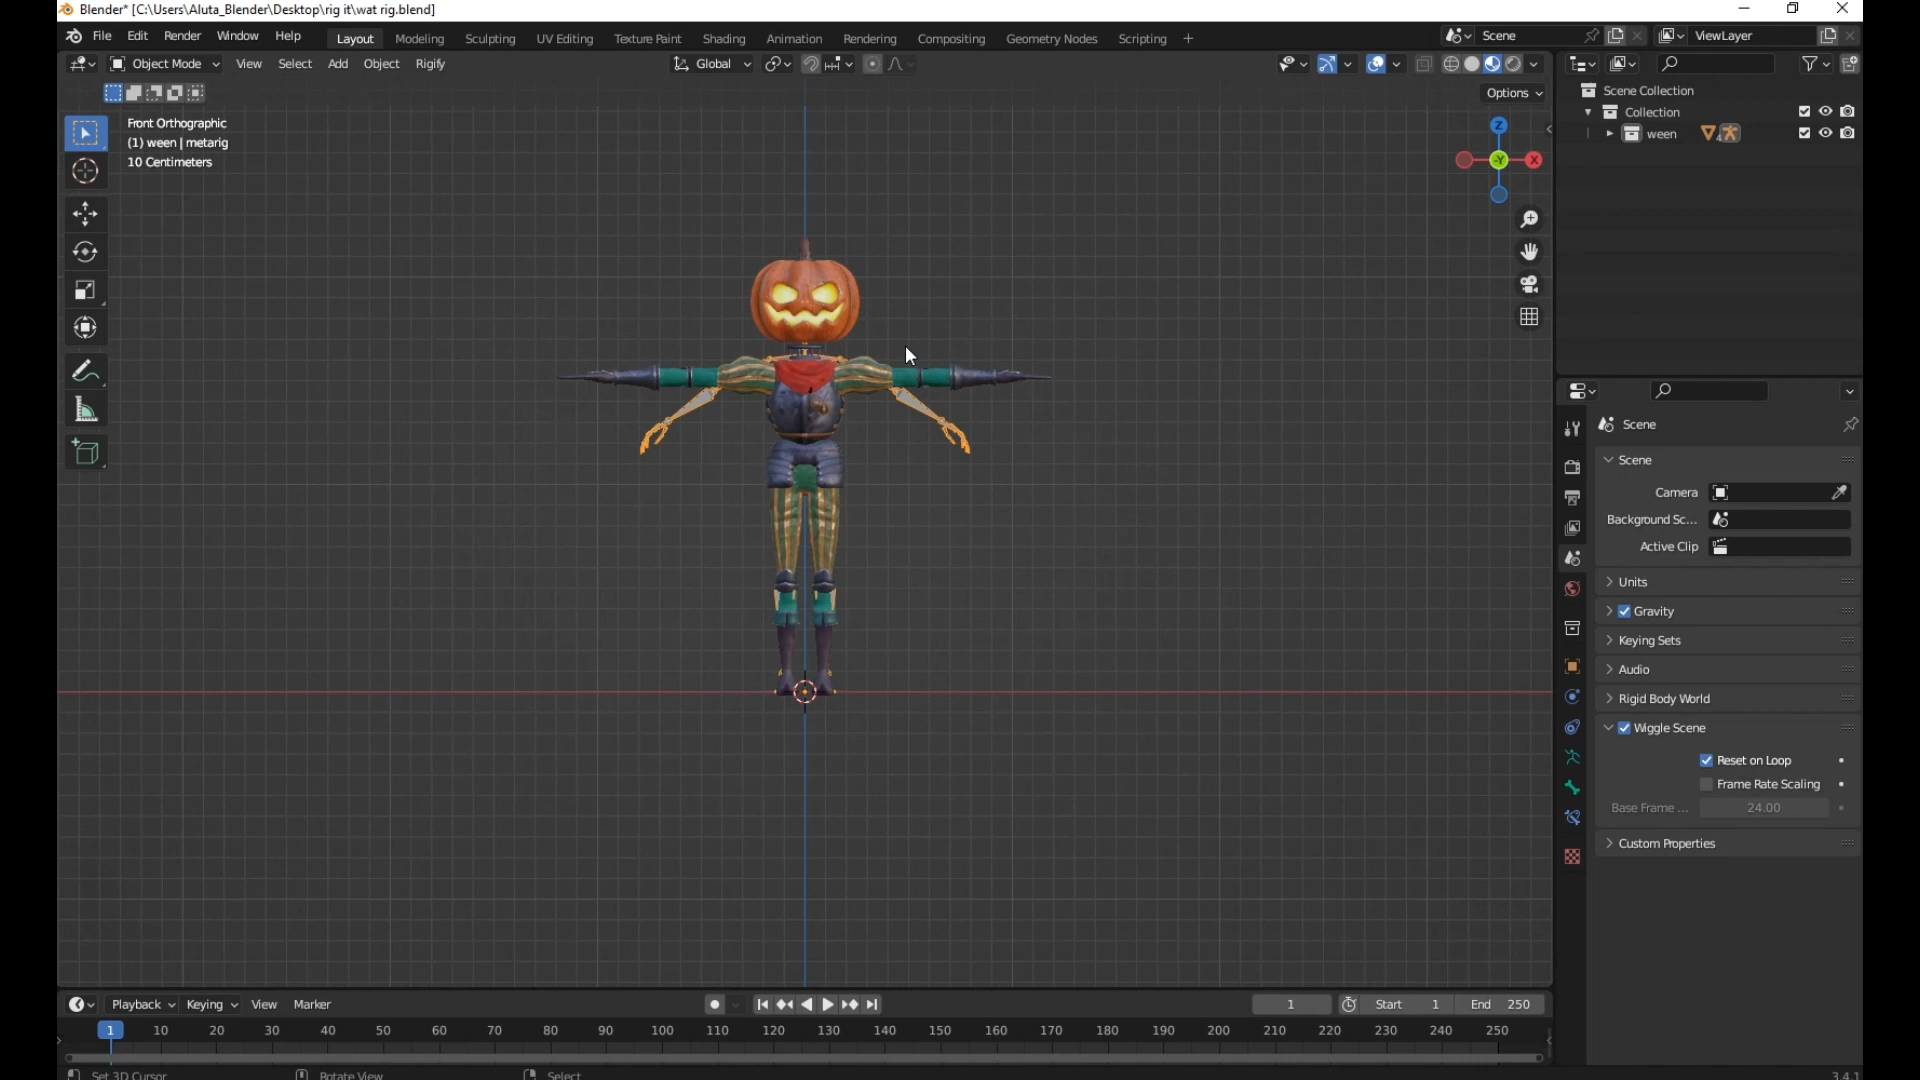 Blender* [C:\Users\Aluta_Blender\Desktop\rig it\wat rig.blend]
File Edit Render Window Help Layout Modeling Sculpting UV Editing Texture Paint Shading Animation Rendering Compositing Geometry Nodes Scripting + Scene ViewLayer
Object Mode View Select Add Object Rigify Global
Options
Front Orthographic
(1) ween | metarig
10 Centimeters
Z
-Y
X
Scene Collection
Collection
ween 4
Scene
Scene
Camera
Background Sc...
Active Clip
Units
Gravity
Keying Sets
Audio
Rigid Body World
Wiggle Scene
Reset on Loop
Frame Rate Scaling
Base Frame ... 24.00
Custom Properties
Playback Keying View Marker 1 Start 1 End 250
1 10 20 30 40 50 60 70 80 90 100 110 120 130 140 150 160 170 180 190 200 210 220 230 240 250
Set 3D Cursor Rotate View Select 3.4.1